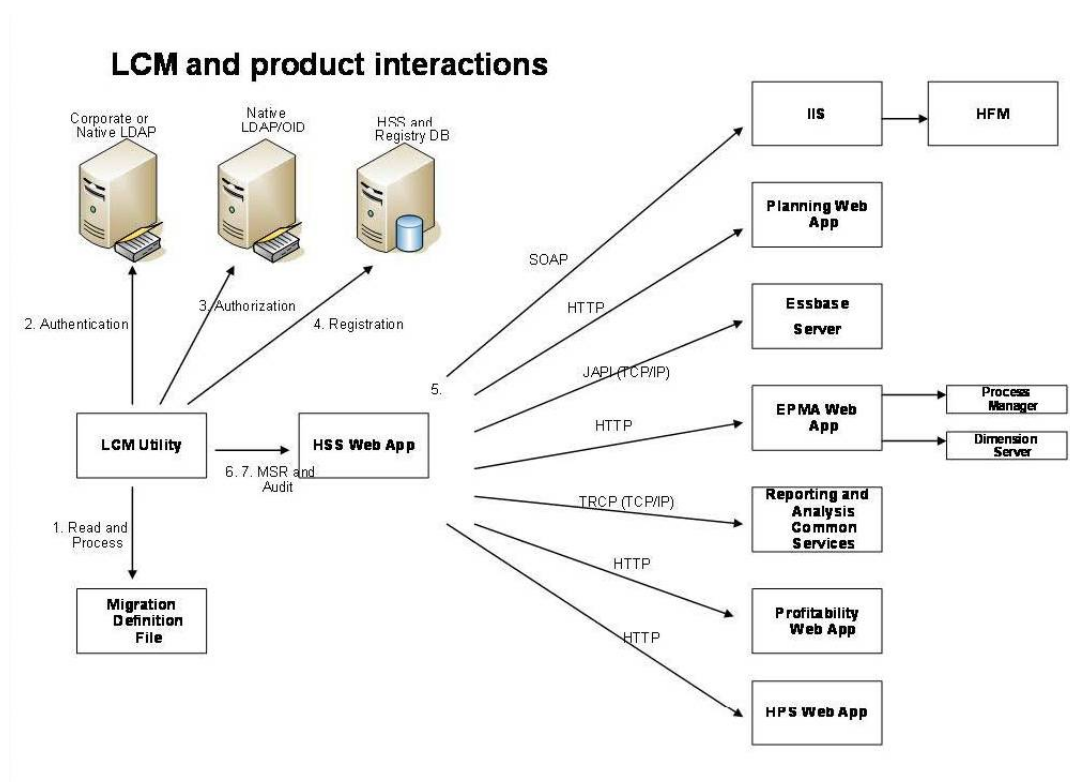 LCM and product interactions
Corporate or
Native LDAP
Native
LDAP/OID
HSS and
Registry DB
2. Authentication
3. Authorization
4. Registration
LCM Utility
HSS Web App
6. 7. MSR and
Audit
1. Read and
Process
Migration
Definition
File
5.
SOAP
HTTP
JAPI (TCP/IP)
HTTP
TRCP (TCP/IP)
HTTP
HTTP
IIS
HFM
Planning Web
App
Essbase
Server
EPMA Web
App
Process
Manager
Dimension
Server
Reporting and
Analysis
Common
Services
Profitability
Web App
HPS Web App